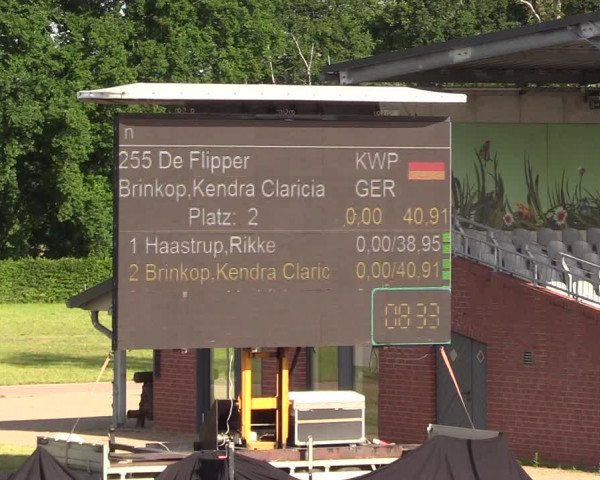 n
255 De Flipper KWP
Brinkop,Kendra Claricia GER
Platz: 2 0,00 40,91
1 Haastrup,Rikke 0,00/38,95
2 Brinkop,Kendra Claric 0,00/40,91
08 33